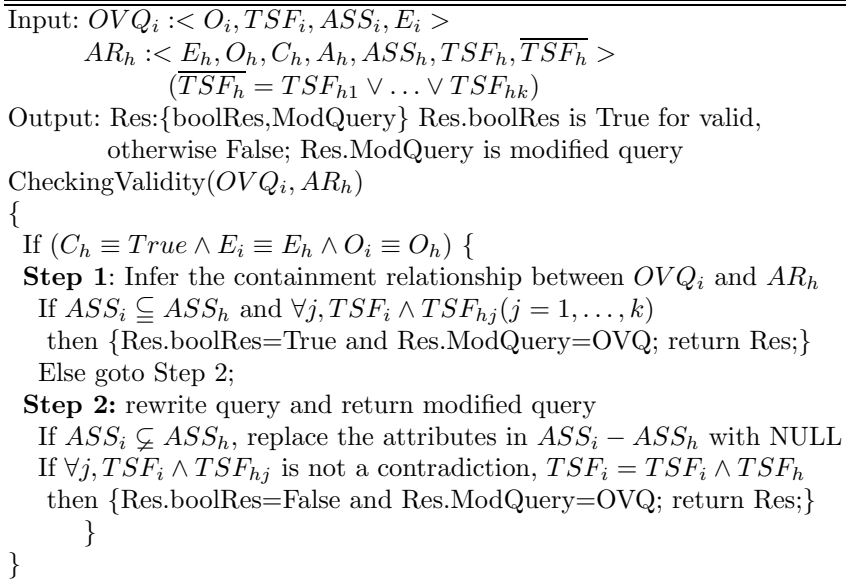 Input: OVQ_i :< O_i, TSF_i, ASS_i, E_i >
AR_h :< E_h, O_h, C_h, A_h, ASS_h, TSF_h, \overline{TSF_h} >
(\overline{TSF_h} = TSF_{h1} ∨ . . . ∨ TSF_{hk})
Output: Res:{boolRes,ModQuery} Res.boolRes is True for valid,
otherwise False; Res.ModQuery is modified query
CheckingValidity(OVQ_i, AR_h)
{
If (C_h ≡ True ∧ E_i ≡ E_h ∧ O_i ≡ O_h) {
Step 1: Infer the containment relationship between OVQ_i and AR_h
If ASS_i ≦ ASS_h and ∀j, TSF_i ∧ TSF_{hj}(j = 1, . . . , k)
then {Res.boolRes=True and Res.ModQuery=OVQ; return Res;}
Else goto Step 2;
Step 2: rewrite query and return modified query
If ASS_i ⊊ ASS_h, replace the attributes in ASS_i − ASS_h with NULL
If ∀j, TSF_i ∧ TSF_{hj} is not a contradiction, TSF_i = TSF_i ∧ TSF_h
then {Res.boolRes=False and Res.ModQuery=OVQ; return Res;}
}
}